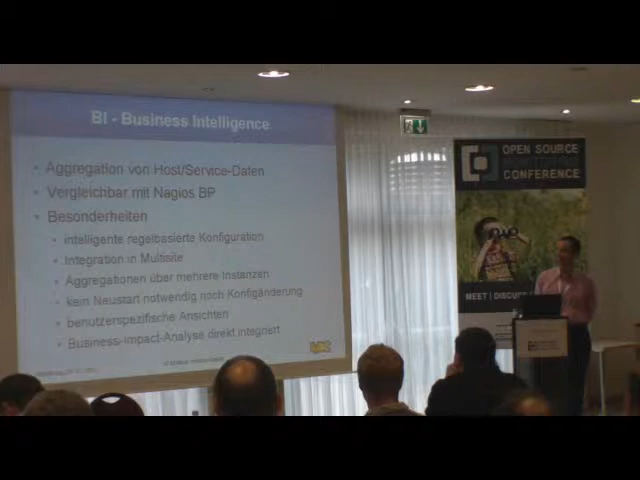 BI - Business Intelligence
Aggregation von Host/Service-Daten
Vergleichbar mit Nagios BP
Besonderheiten
intelligente regelbasierte Konfiguration
Integration in Multisite
Aggregationen über mehrere Instanzen
kein Neustart notwendig noch Konfigänderung
benutzerspezifische Ansichten
Business-Impact-Analyse direkt integriert
OPEN SOURCE
MONITORING
CONFERENCE
MEET | DISCU